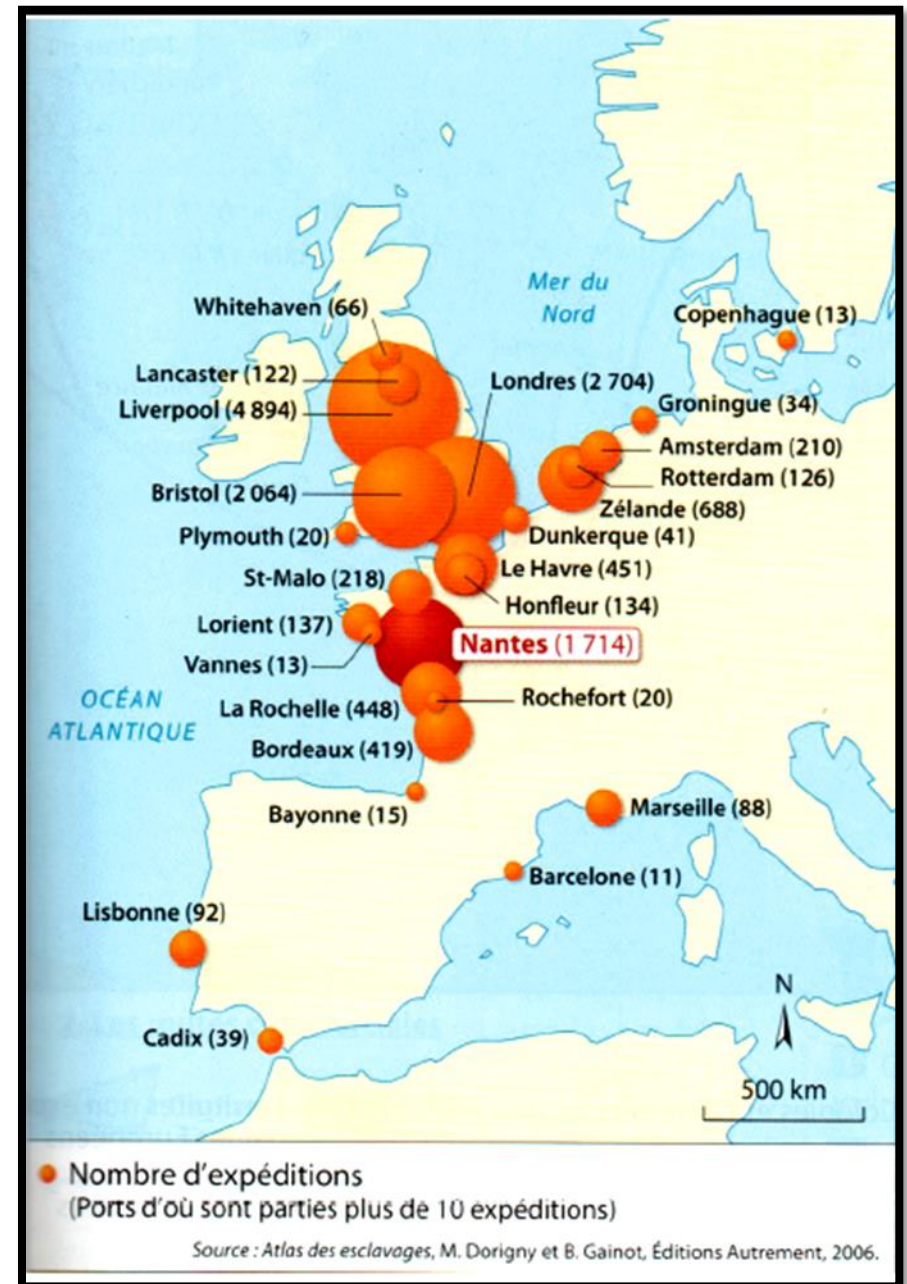 Mer du
Nord
Whitehaven (66)
Copenhague (13)
Lancaster (122)
Londres (2 704)
Liverpool (4 894)
Groningue (34)
Amsterdam (210)
Rotterdam (126)
Bristol (2 064)
Zélande (688)
Plymouth (20)
Dunkerque (41)
Le Havre (451)
St-Malo (218)
Honfleur (134)
Lorient (137)
Nantes (1 714)
Vannes (13)
OCÉAN
ATLANTIQUE
La Rochelle (448)
Rochefort (20)
Bordeaux (419)
Bayonne (15)
Marseille (88)
Barcelone (11)
Lisbonne (92)
N
Cadix (39)
500 km
Nombre d'expéditions
(Ports d'où sont parties plus de 10 expéditions)
Source : Atlas des esclavages, M. Dorigny et B. Gainot, Éditions Autrement, 2006.